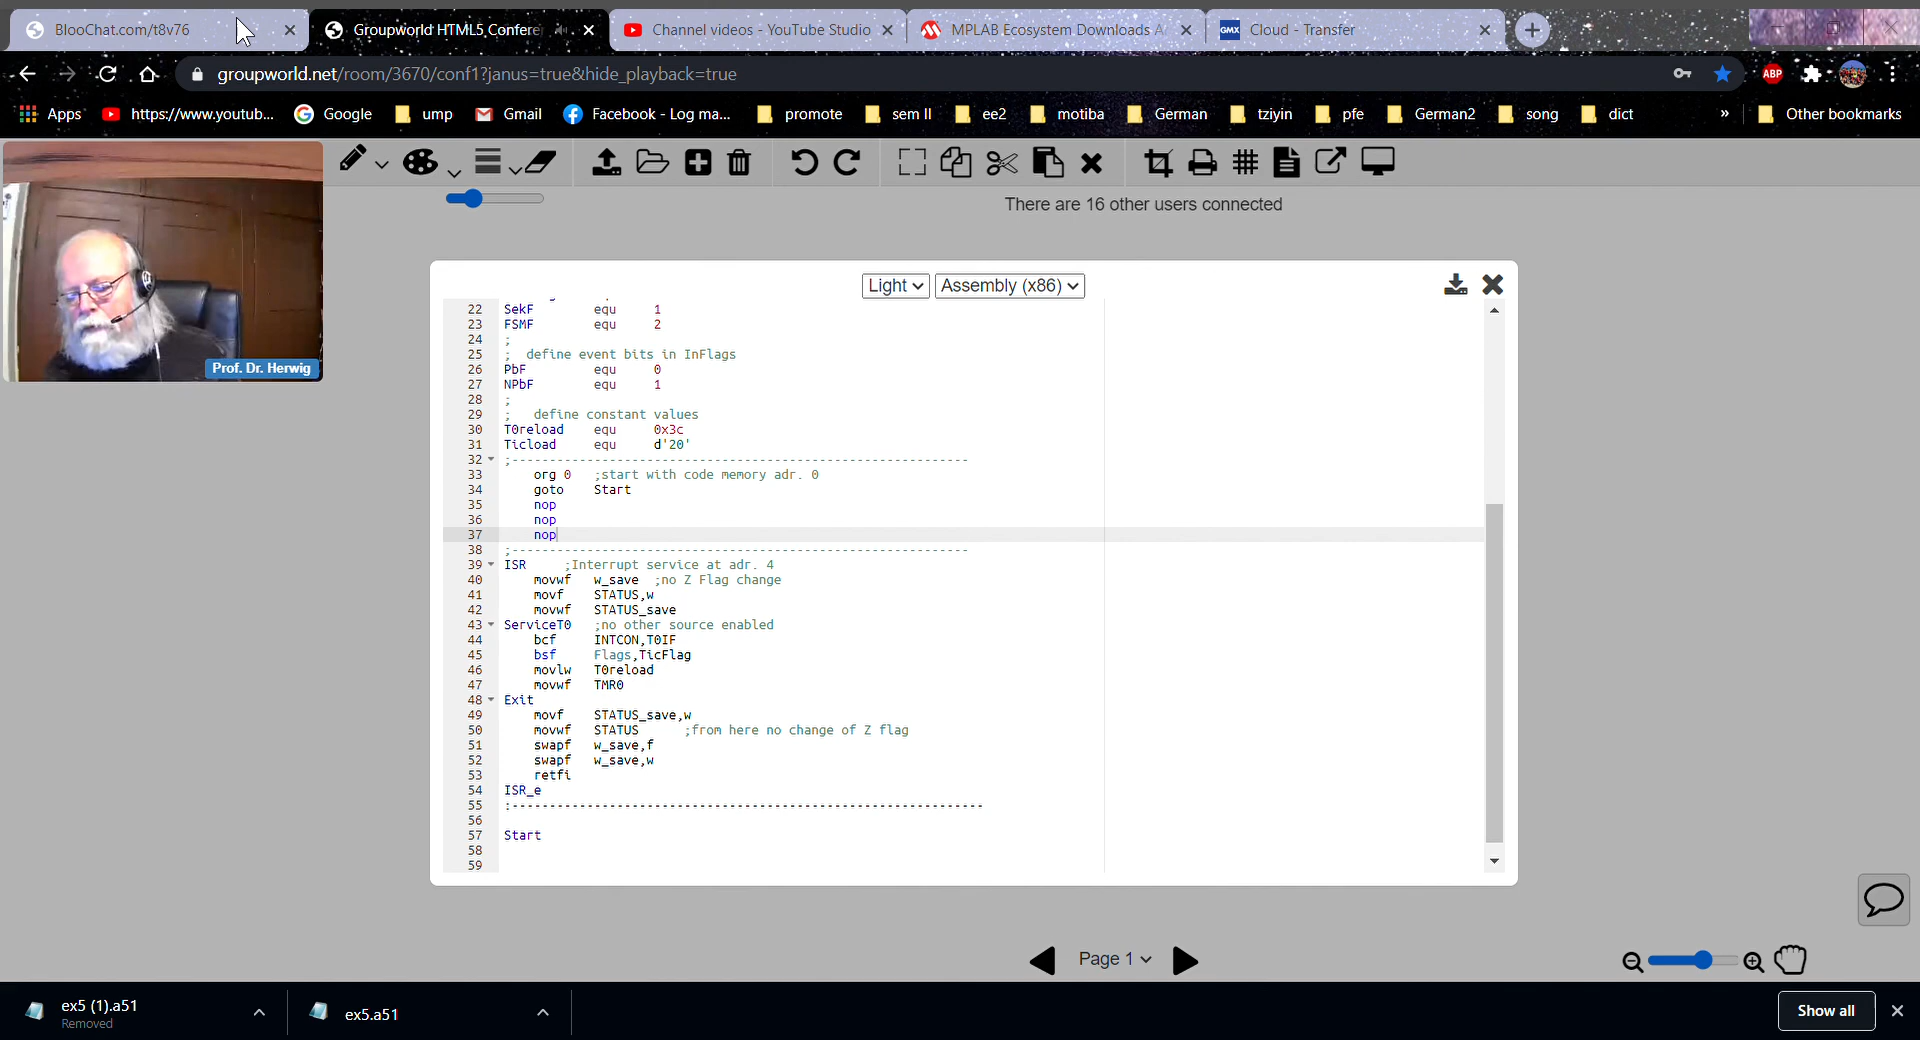 BlooChat.com/t8v76
Groupworld HTML5 Confere
Channel videos - YouTube Studio
MPLAB Ecosystem Downloads A
GMX Cloud - Transfer
groupworld.net/room/3670/conf1?janus=true&hide_playback=true
ABP
Apps https://www.youtub... Google ump Gmail Facebook - Log ma... promote sem II ee2 motiba German tziyin pfe German2 song dict » Other bookmarks
There are 16 other users connected
Prof. Dr. Herwig
Light Assembly (x86)
22 SekF equ 1
23 FSMF equ 2
24 ;
25 ; define event bits in InFlags
26 PbF equ 0
27 NPbF equ 1
28 ;
29 ; define constant values
30 T0reload equ 0x3c
31 Ticload equ d'20'
32 ;-------------------------------------------------------------
33 org 0 ;start with code memory adr. 0
34 goto Start
35 nop
36 nop
37 nop
38 ;-------------------------------------------------------------
39 ISR ;Interrupt service at adr. 4
40 movwf w_save ;no Z Flag change
41 movf STATUS,w
42 movwf STATUS_save
43 ServiceT0 ;no other source enabled
44 bcf INTCON,T0IF
45 bsf Flags,TicFlag
46 movlw T0reload
47 movwf TMR0
48 Exit
49 movf STATUS_save,w
50 movwf STATUS ;from here no change of Z flag
51 swapf w_save,f
52 swapf w_save,w
53 retfi
54 ISR_e
55 :---------------------------------------------------------------
56
57 Start
58
59
Page 1
ex5 (1).a51
Removed
ex5.a51
Show all